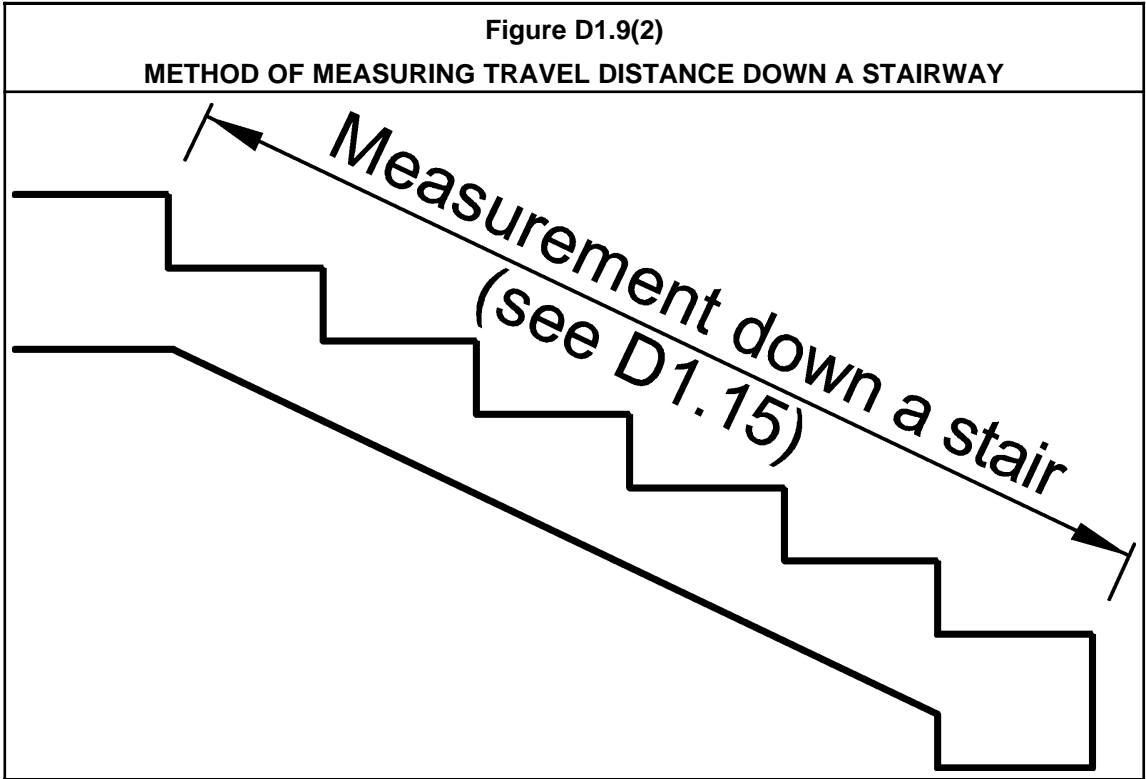 Figure D1.9(2)
METHOD OF MEASURING TRAVEL DISTANCE DOWN A STAIRWAY
Measurement down a stair
(see D1.15)